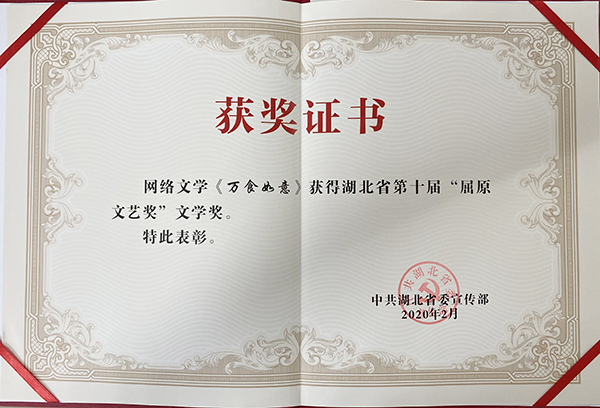 获奖证书
网络文学《万食如意》获得湖北省第十届“屈原
文艺奖”文学奖。
特此表彰。
中共湖北省委宣传部
2020年2月